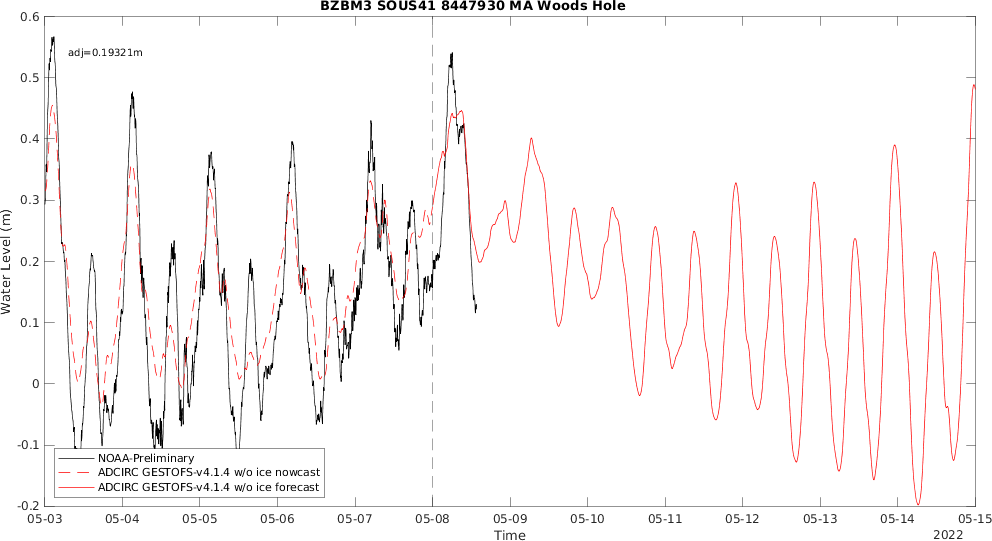 BZBM3 SOUS41 8447930 MA Woods Hole
adj=0.19321m
Water Level (m)
0.6
0.5
0.4
0.3
0.2
0.1
0
-0.1
-0.2
NOAA-Preliminary
ADCIRC GESTOFS-v4.1.4 w/o ice nowcast
ADCIRC GESTOFS-v4.1.4 w/o ice forecast
05-03 05-04 05-05 05-06 05-07 05-08 05-09 05-10 05-11 05-12 05-13 05-14 05-15
Time
2022